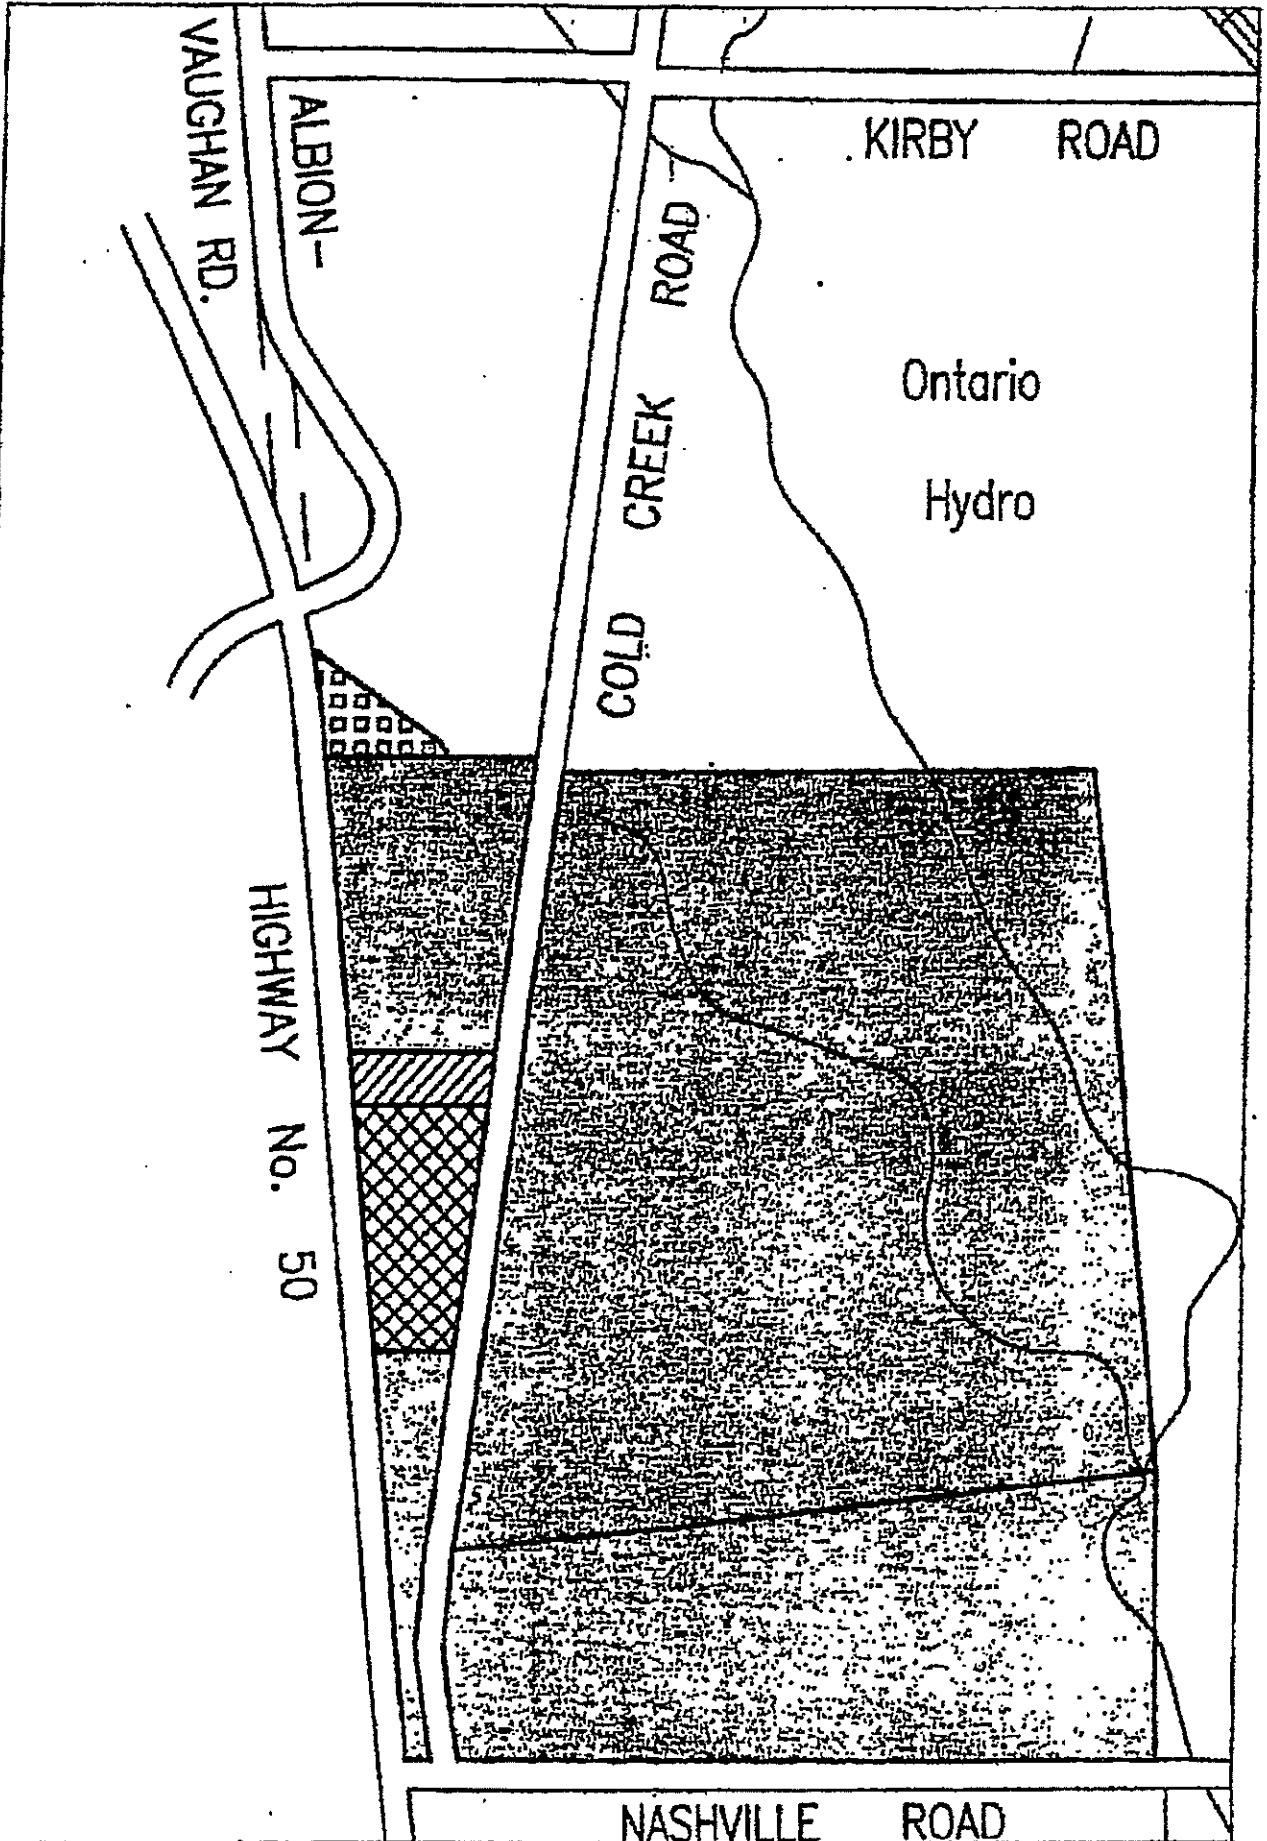 KIRBY ROAD
ALBION-
VAUGHAN RD.
COLD CREEK ROAD
Ontario
Hydro
HIGHWAY No. 50
NASHVILLE ROAD